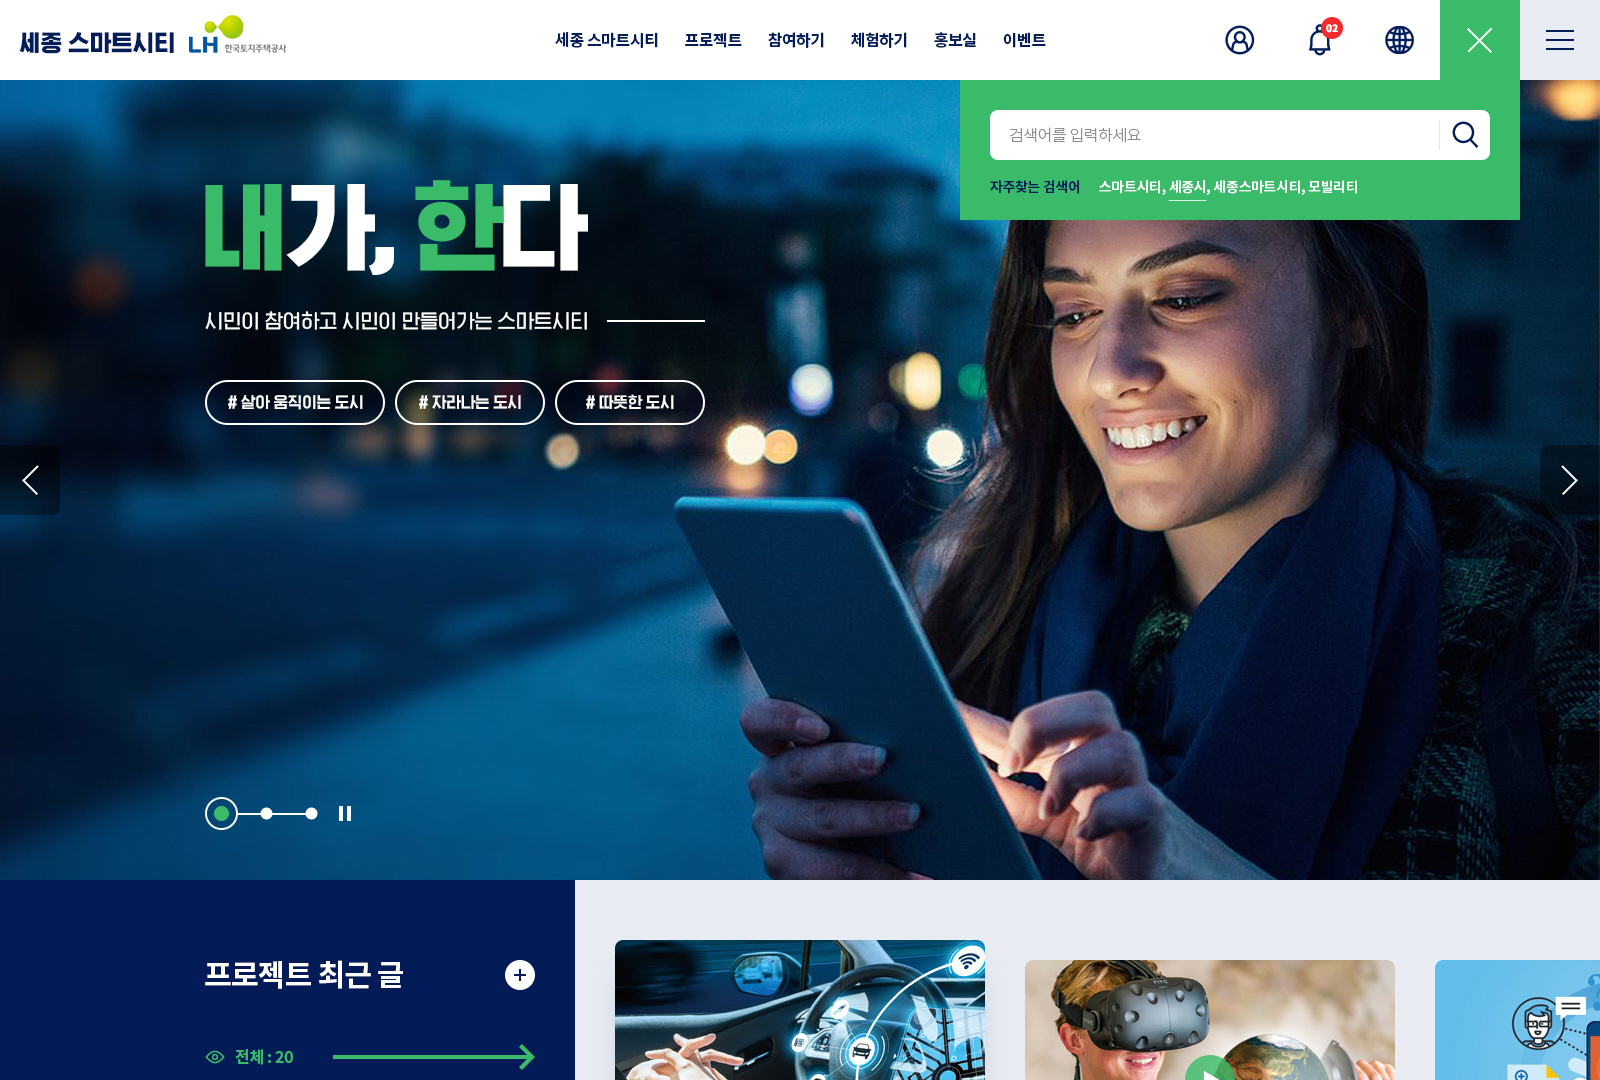 세종 스마트시티
LH 한국토지주택공사
세종 스마트시티 프로젝트 참여하기 체험하기 홍보실 이벤트
02
검색어를 입력하세요
자주찾는 검색어 스마트시티, 세종시, 세종스마트시티, 모빌리티
내가, 한다
시민이 참여하고 시민이 만들어가는 스마트시티
# 살아 움직이는 도시 # 자라나는 도시 # 따뜻한 도시
프로젝트 최근 글
전체 : 20
hTC